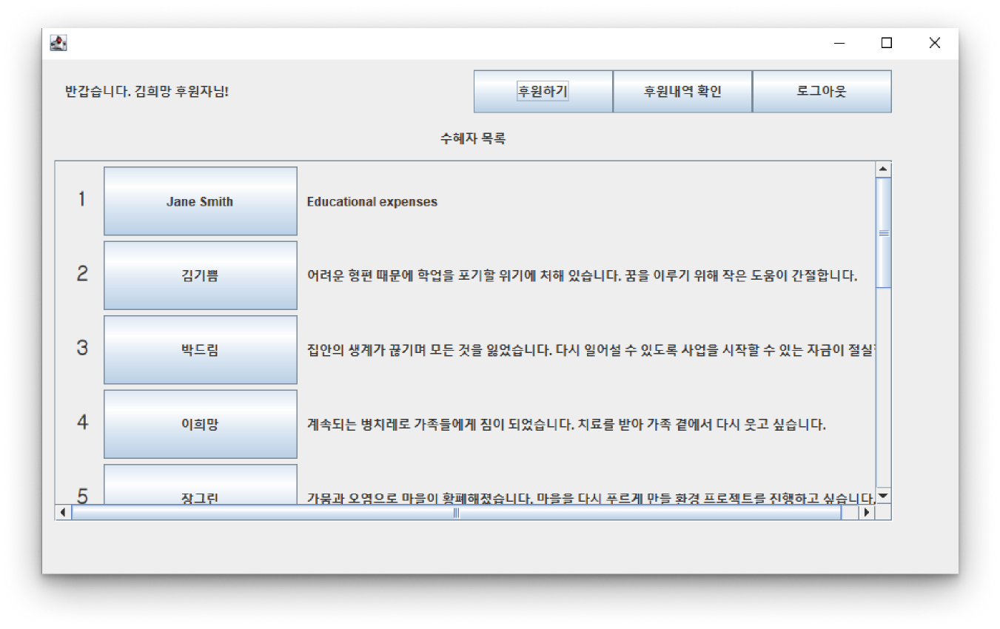 반갑습니다. 김희망 후원자님!
후원하기 후원내역 확인 로그아웃
수혜자 목록
1 Jane Smith Educational expenses
2 김기쁨 어려운 형편 때문에 학업을 포기할 위기에 처해 있습니다. 꿈을 이루기 위해 작은 도움이 간절합니다.
3 박드림 집안의 생계가 끊기며 모든 것을 잃었습니다. 다시 일어설 수 있도록 사업을 시작할 수 있는 자금이
4 이희망 계속되는 병치레로 가족들에게 짐이 되었습니다. 치료를 받아 가족 곁에서 다시 웃고 싶습니다.
5 장그린 가뭄과 오염으로 마을이 황폐해졌습니다. 마을을 다시 푸르게 만들 환경 프로젝트를 진행하고 싶습니다.